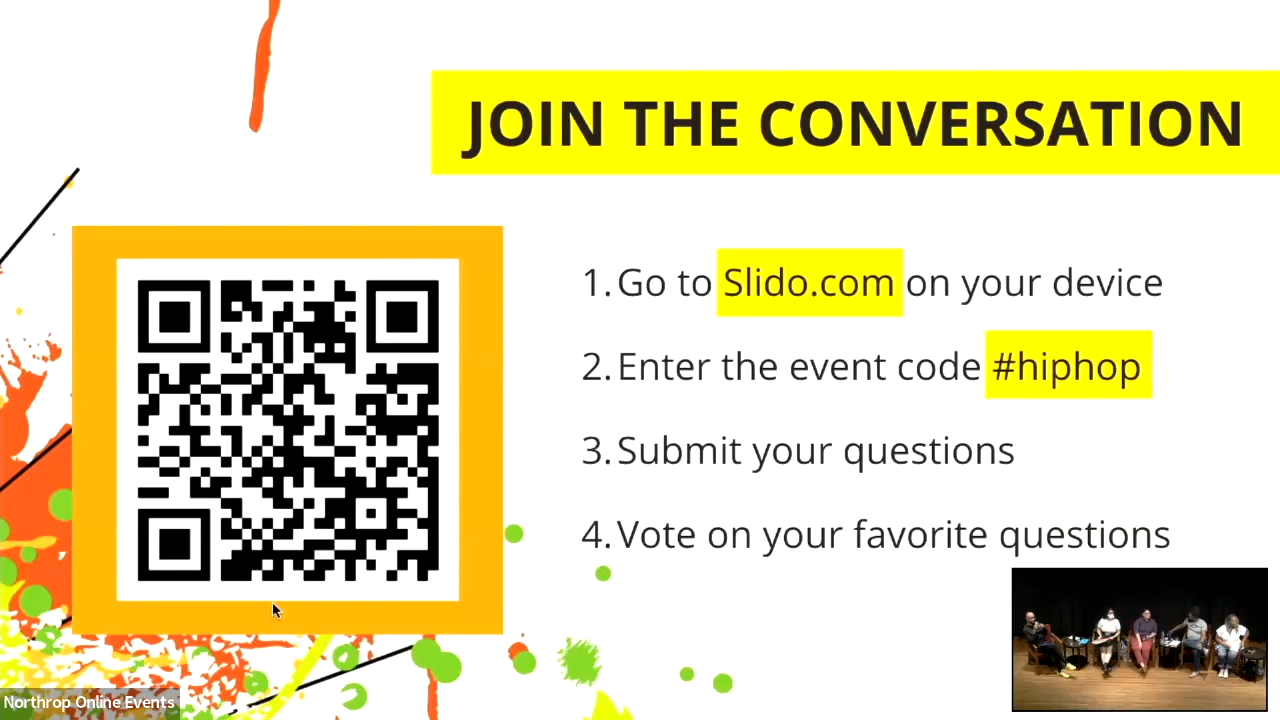 JOIN THE CONVERSATION
1. Go to Slido.com on your device
2. Enter the event code #hiphop
3. Submit your questions
4. Vote on your favorite questions
Northrop Online Events